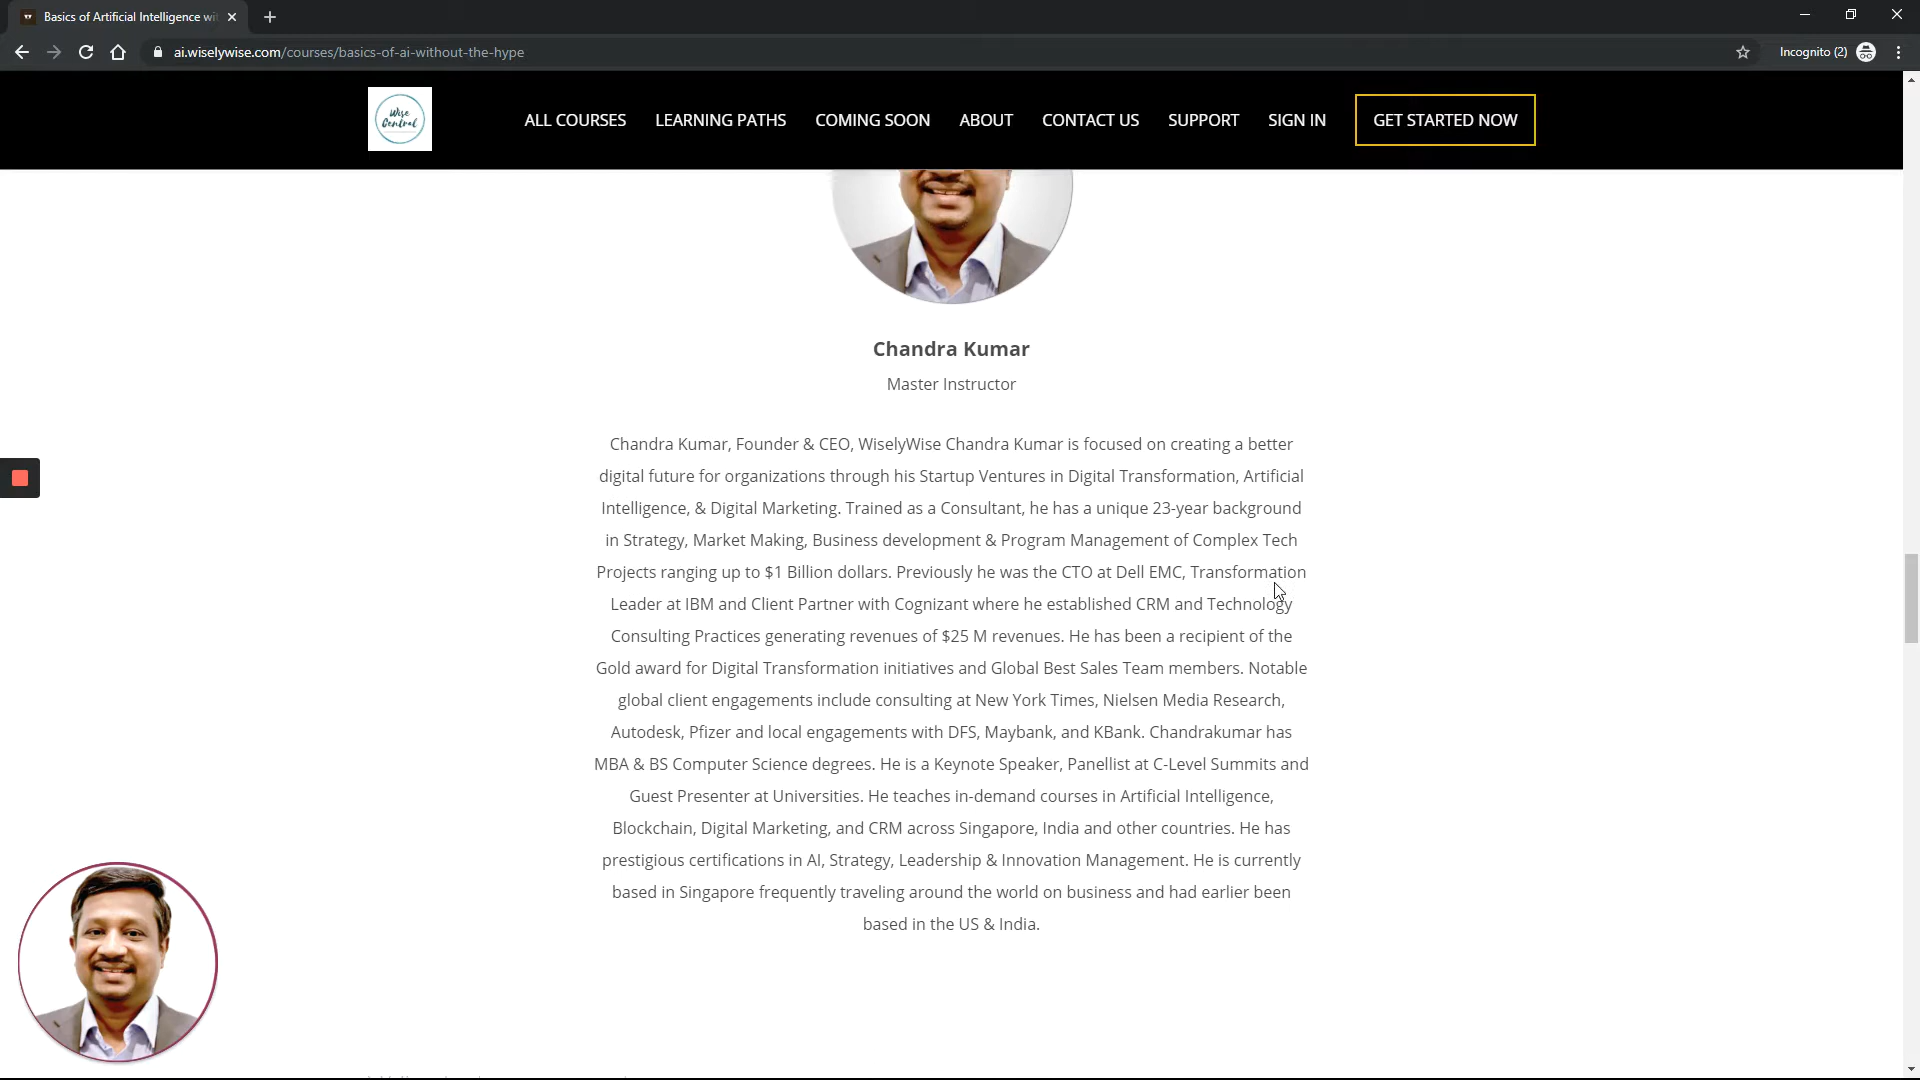 Basics of Artificial Intelligence wit
ai.wiselywise.com/courses/basics-of-ai-without-the-hype
Incognito (2)
Wise
Central
ALL COURSES
LEARNING PATHS
COMING SOON
ABOUT
CONTACT US
SUPPORT
SIGN IN
GET STARTED NOW
Chandra Kumar
Master Instructor
Chandra Kumar, Founder & CEO, WiselyWise Chandra Kumar is focused on creating a better
digital future for organizations through his Startup Ventures in Digital Transformation, Artificial
Intelligence, & Digital Marketing. Trained as a Consultant, he has a unique 23-year background
in Strategy, Market Making, Business development & Program Management of Complex Tech
Projects ranging up to $1 Billion dollars. Previously he was the CTO at Dell EMC, Transformation
Leader at IBM and Client Partner with Cognizant where he established CRM and Technology
Consulting Practices generating revenues of $25 M revenues. He has been a recipient of the
Gold award for Digital Transformation initiatives and Global Best Sales Team members. Notable
global client engagements include consulting at New York Times, Nielsen Media Research,
Autodesk, Pfizer and local engagements with DFS, Maybank, and KBank. Chandrakumar has
MBA & BS Computer Science degrees. He is a Keynote Speaker, Panellist at C-Level Summits and
Guest Presenter at Universities. He teaches in-demand courses in Artificial Intelligence,
Blockchain, Digital Marketing, and CRM across Singapore, India and other countries. He has
prestigious certifications in AI, Strategy, Leadership & Innovation Management. He is currently
based in Singapore frequently traveling around the world on business and had earlier been
based in the US & India.